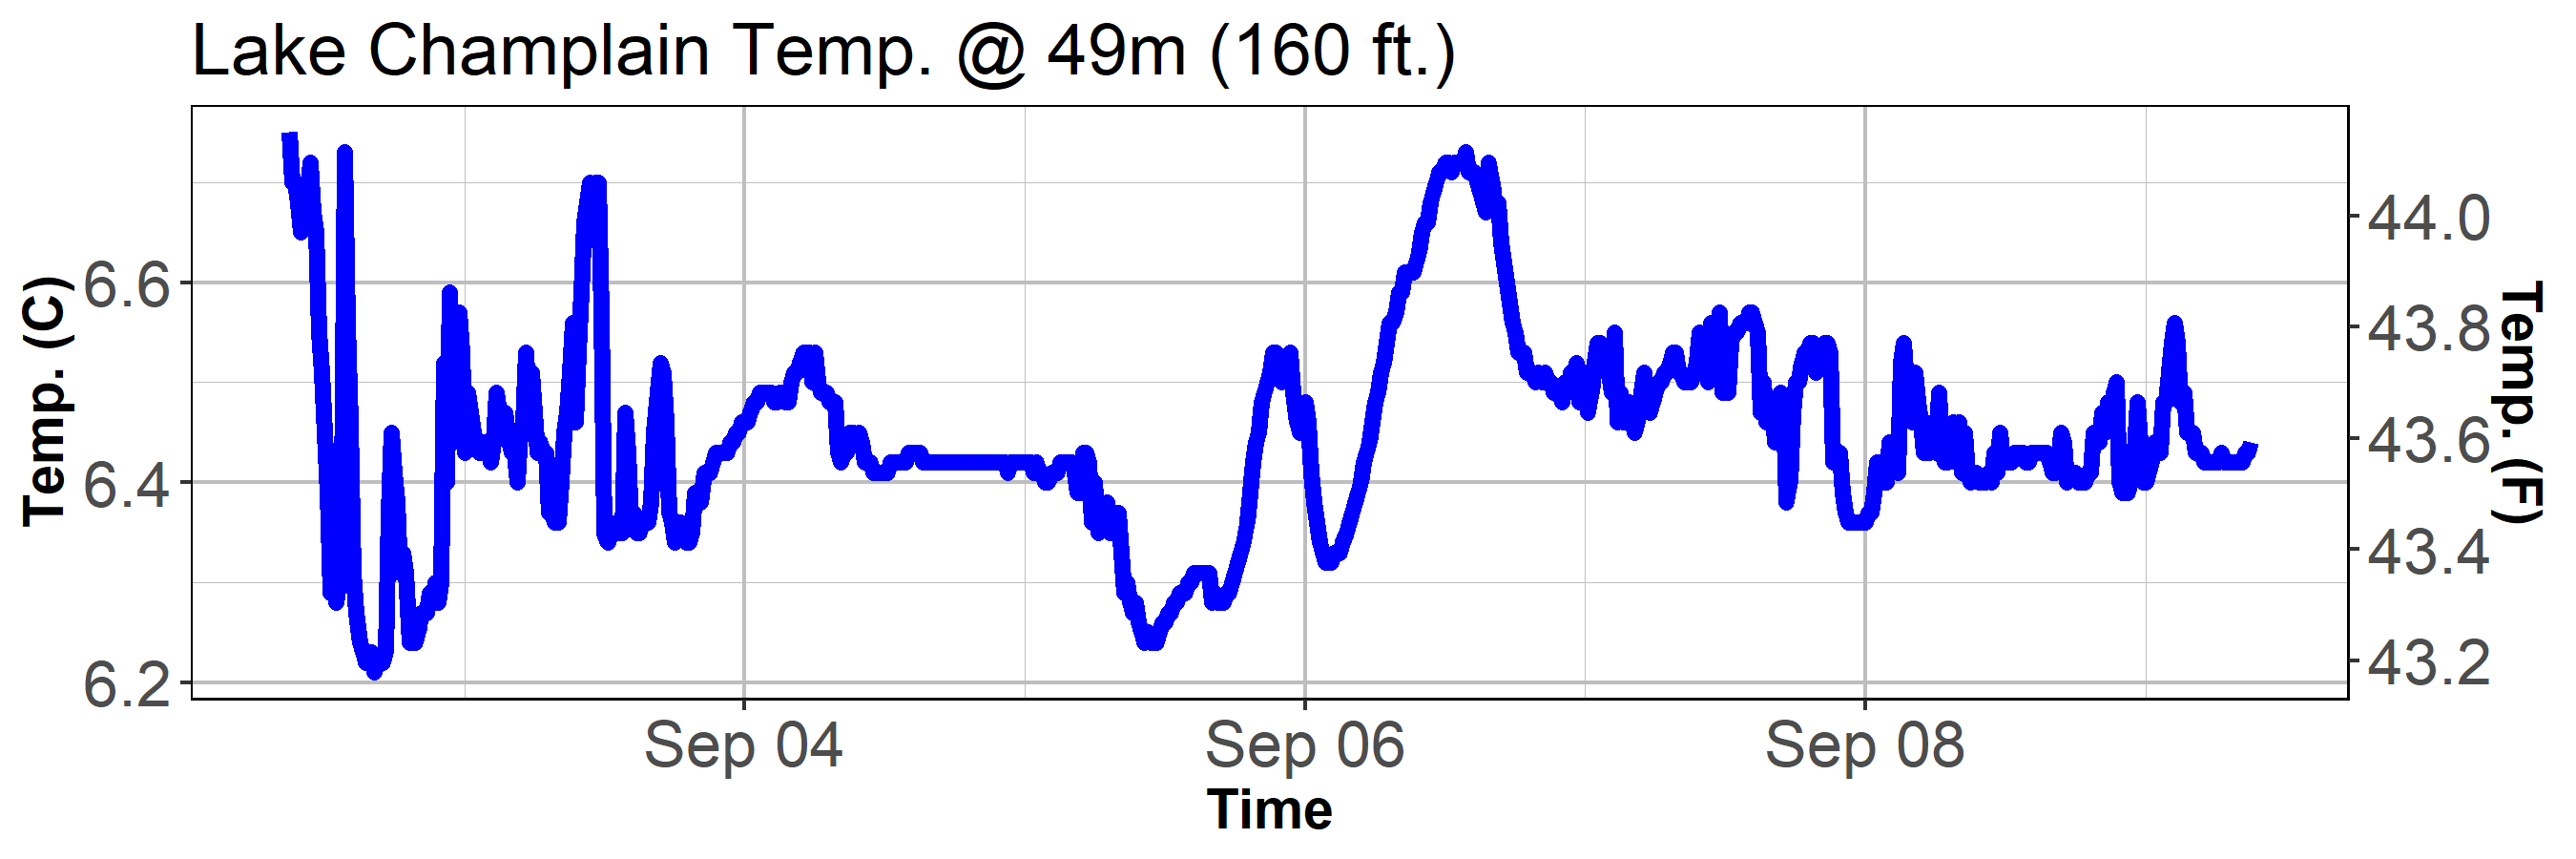 Lake Champlain Temp. @ 49m (160 ft.)
Temp. (C)
6.6
6.4
6.2
44.0
43.8
43.6
43.4
43.2
Temp. (F)
Sep 04
Sep 06
Sep 08
Time